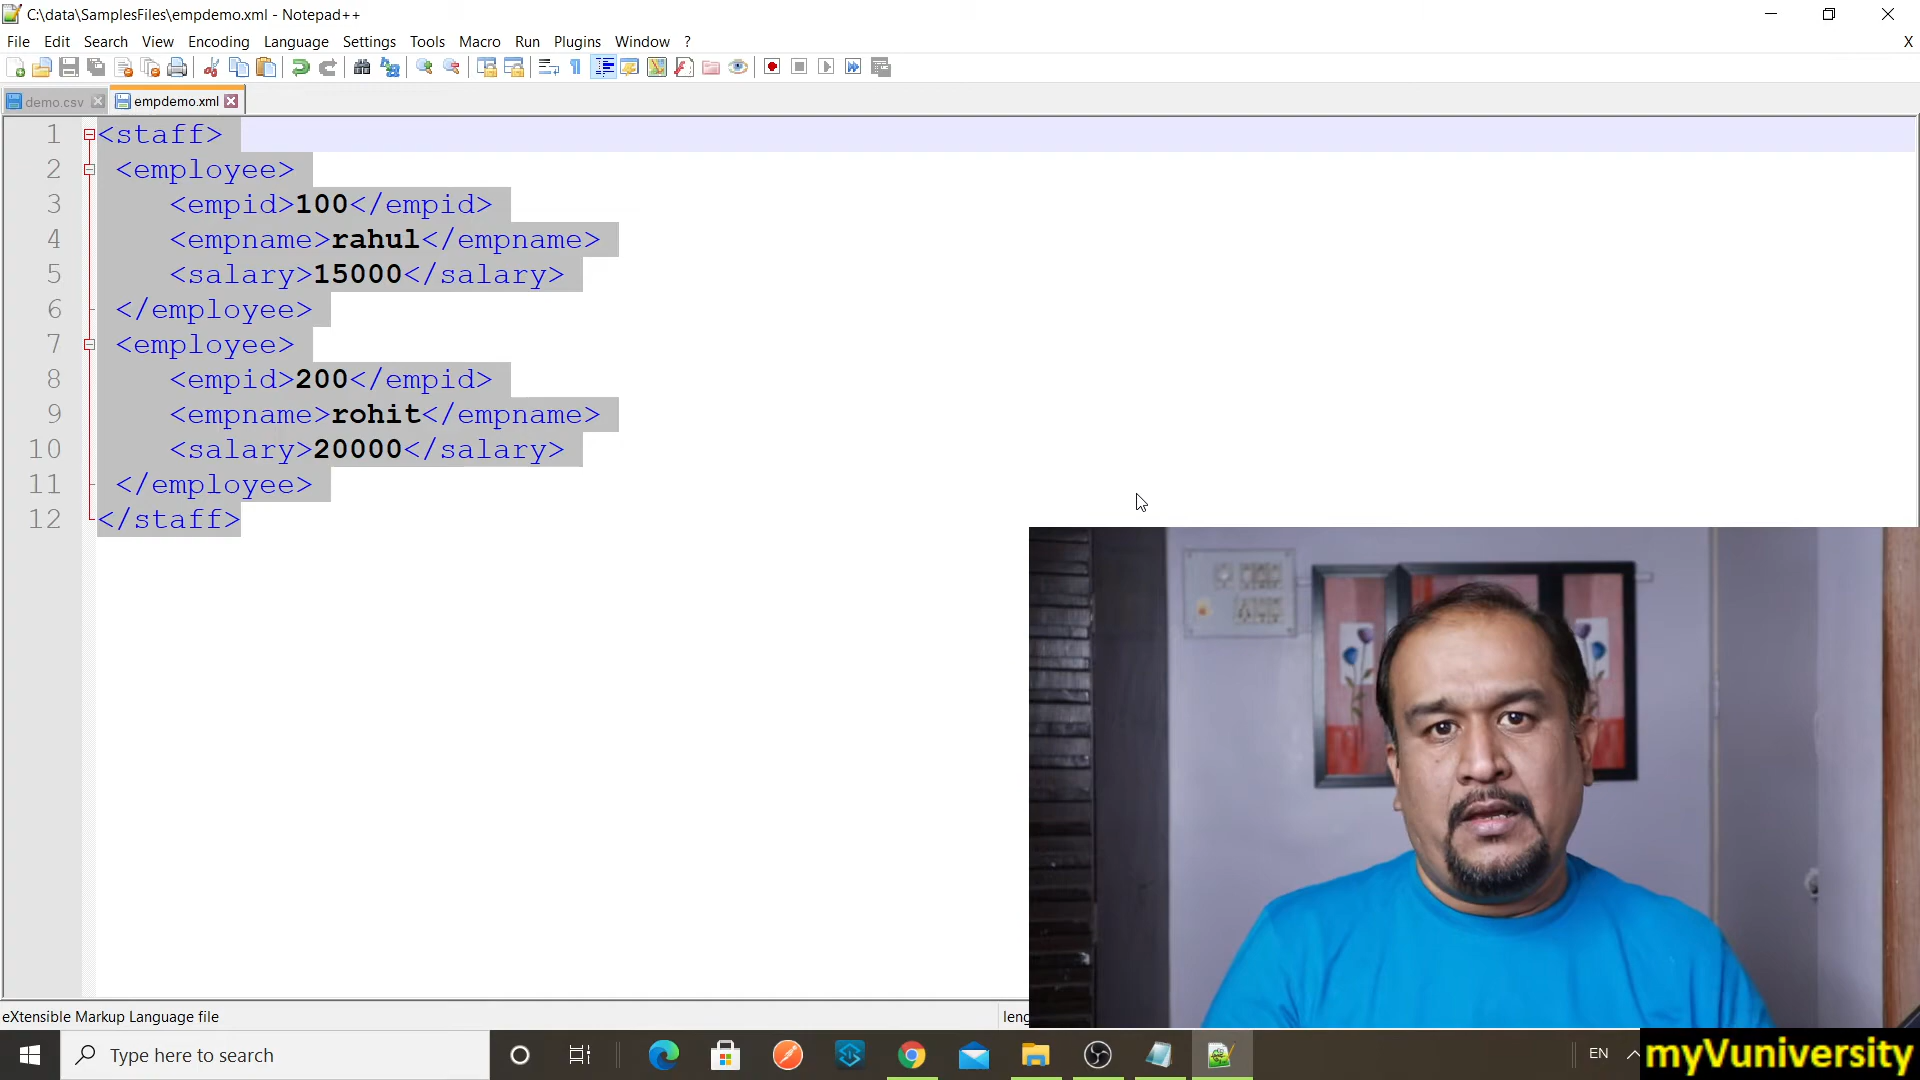 C:\data\SamplesFiles\empdemo.xml - Notepad++
File Edit Search View Encoding Language Settings Tools Macro Run Plugins Window ? X
demo.csv empdemo.xml
1 <staff>
2 <employee>
3 <empid>100</empid>
4 <empname>rahul</empname>
5 <salary>15000</salary>
6 </employee>
7 <employee>
8 <empid>200</empid>
9 <empname>rohit</empname>
10 <salary>20000</salary>
11 </employee>
12 </staff>
eXtensible Markup Language file leng
Type here to search EN myVuniversity